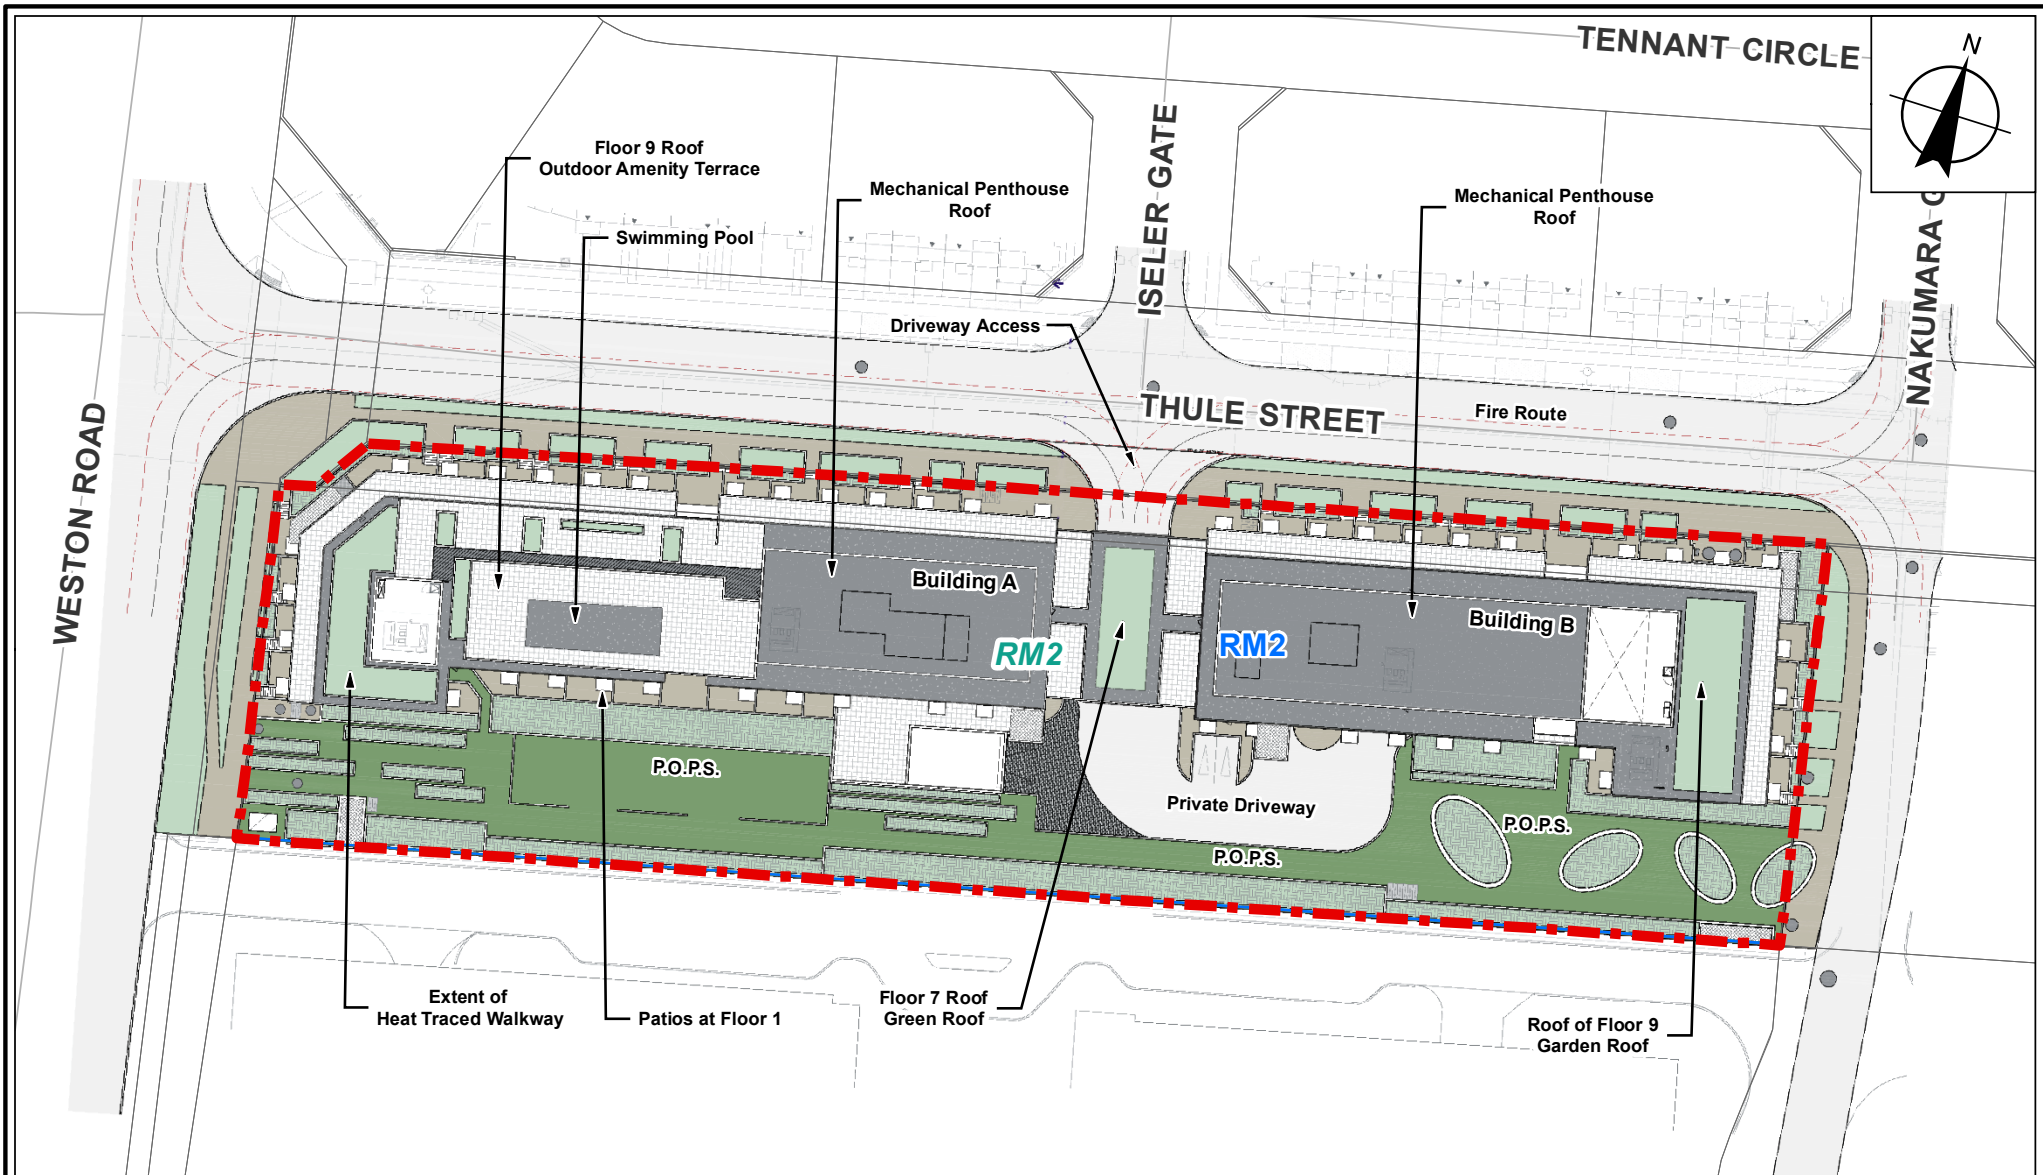 TENNANT CIRCLE
N
ISELER GATE
Floor 9 Roof
Outdoor Amenity Terrace
Mechanical Penthouse
Roof
Mechanical Penthouse
Roof
Swimming Pool
NAKUMARA G
Driveway Access
THULE STREET
Fire Route
WESTON ROAD
Building A
Building B
RM2
RM2
P.O.P.S.
Private Driveway
P.O.P.S.
P.O.P.S.
Extent of
Heat Traced Walkway
Patios at Floor 1
Floor 7 Roof
Green Roof
Roof of Floor 9
Garden Roof